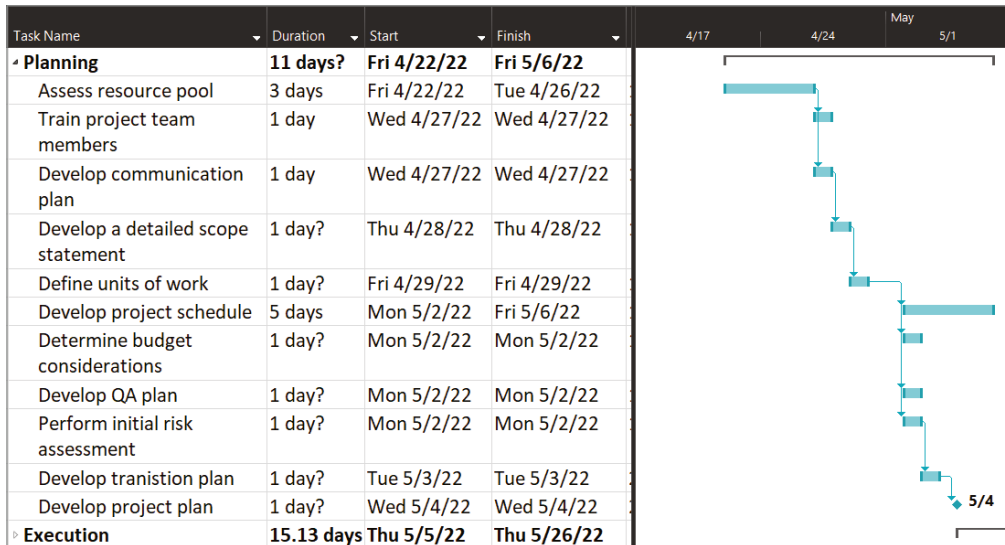 May
Task Name Duration Start Finish 4/17 4/24 5/1
Planning 11 days? Fri 4/22/22 Fri 5/6/22
Assess resource pool 3 days Fri 4/22/22 Tue 4/26/22
Train project team 1 day Wed 4/27/22 Wed 4/27/22
members
Develop communication 1 day Wed 4/27/22 Wed 4/27/22
plan
Develop a detailed scope 1 day? Thu 4/28/22 Thu 4/28/22
statement
Define units of work 1 day? Fri 4/29/22 Fri 4/29/22
Develop project schedule 5 days Mon 5/2/22 Fri 5/6/22
Determine budget 1 day? Mon 5/2/22 Mon 5/2/22
considerations
Develop QA plan 1 day? Mon 5/2/22 Mon 5/2/22
Perform initial risk 1 day? Mon 5/2/22 Mon 5/2/22
assessment
Develop tranistion plan 1 day? Tue 5/3/22 Tue 5/3/22
Develop project plan 1 day? Wed 5/4/22 Wed 5/4/22 5/4
Execution 15.13 days Thu 5/5/22 Thu 5/26/22